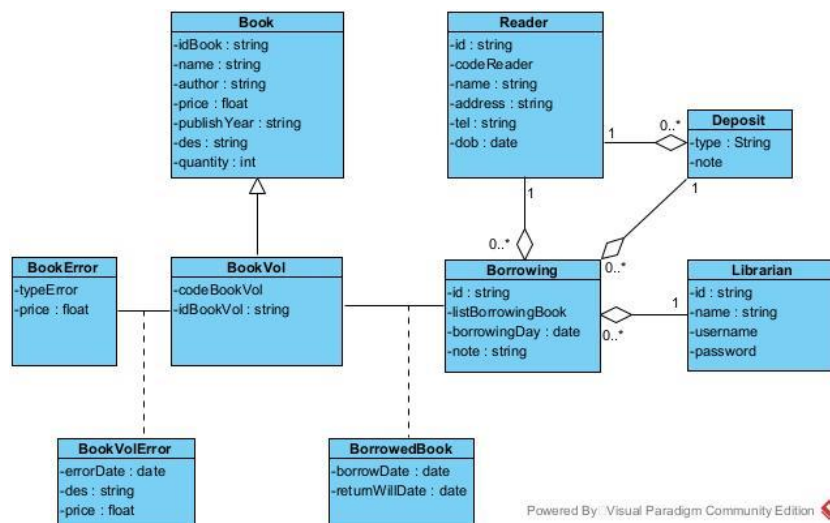 Book
-idBook : string
-name : string
-author : string
-price : float
-publishYear : string
-des : string
-quantity : int
Reader
-id : string
-codeReader
-name : string
-address : string
-tel : string
-dob : date
Deposit
-type : String
-note
1
0..*
1
0..*
1
0..*
BookError
-typeError
-price : float
BookVol
-codeBookVol
-idBookVol : string
Borrowing
-id : string
-listBorrowingBook
-borrowingDay : date
-note : string
0..*
1
Librarian
-id : string
-name : string
-username
-password
BookVolError
-errorDate : date
-des : string
-price : float
BorrowedBook
-borrowDate : date
-returnWillDate : date
Powered By Visual Paradigm Community Edition